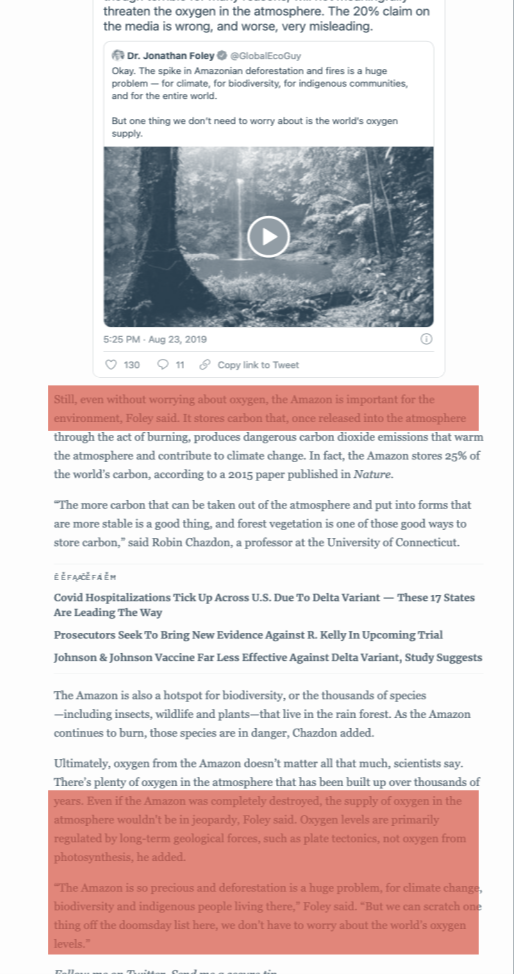 threaten the oxygen in the atmosphere. The 20% claim on
the media is wrong, and worse, very misleading.
Dr. Jonathan Foley @GlobalEcoGuy
Okay. The spike in Amazonian deforestation and fires is a huge
problem — for climate, for biodiversity, for indigenous communities,
and for the entire world.
But one thing we don't need to worry about is the world's oxygen
supply.
5:25 PM · Aug 23, 2019
130 11 Copy link to Tweet
Still, even without worrying about oxygen, the Amazon is important for the
environment, Foley said. It stores carbon that, once released into the atmosphere
through the act of burning, produces dangerous carbon dioxide emissions that warm
the atmosphere and contribute to climate change. In fact, the Amazon stores 25% of
the world's carbon, according to a 2015 paper published in Nature.
“The more carbon that can be taken out of the atmosphere and put into forms that
are more stable is a good thing, and forest vegetation is one of those good ways to
store carbon,” said Robin Chazdon, a professor at the University of Connecticut.
Covid Hospitalizations Tick Up Across U.S. Due To Delta Variant — These 17 States
Are Leading The Way
Prosecutors Seek To Bring New Evidence Against R. Kelly In Upcoming Trial
Johnson & Johnson Vaccine Far Less Effective Against Delta Variant, Study Suggests
The Amazon is also a hotspot for biodiversity, or the thousands of species
—including insects, wildlife and plants—that live in the rain forest. As the Amazon
continues to burn, those species are in danger, Chazdon added.
Ultimately, oxygen from the Amazon doesn't matter all that much, scientists say.
There's plenty of oxygen in the atmosphere that has been built up over thousands of
years. Even if the Amazon was completely destroyed, the supply of oxygen in the
atmosphere wouldn't be in jeopardy, Foley said. Oxygen levels are primarily
regulated by long-term geological forces, such as plate tectonics, not oxygen from
photosynthesis, he added.
“The Amazon is so precious and deforestation is a huge problem, for climate change,
biodiversity and indigenous people living there,” Foley said. “But we can scratch one
thing off the doomsday list here, we don't have to worry about the world's oxygen
levels.”